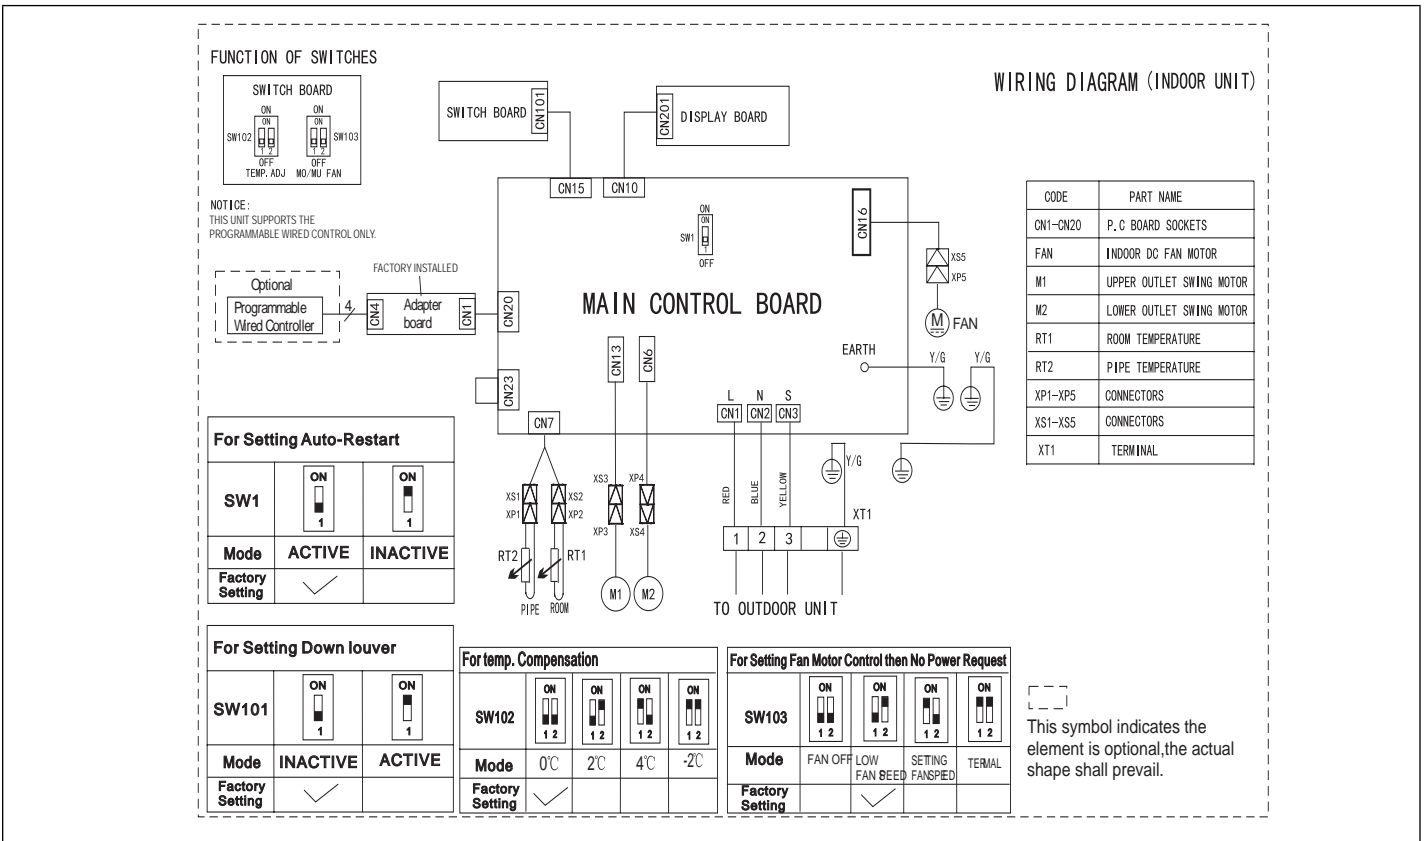 FUNCTION OF SWITCHES
SWITCH BOARD
ON ON
ON ON
SW102 SW103
1 2 1 2
OFF OFF
TEMP. ADJ MO/MU FAN
NOTICE:
THIS UNIT SUPPORTS THE
PROGRAMMABLE WIRED CONTROL ONLY.
WIRING DIAGRAM (INDOOR UNIT)
SWITCH BOARD CN101
CN201 DISPLAY BOARD
CN15 CN10
ON
ON
SW1
1
OFF
CN16
XS5
XP5
M FAN
MAIN CONTROL BOARD
FACTORY INSTALLED
Optional
Programmable
Wired Controller
4
CN4 Adapter board CN1
CN20
CN23
CN7
CN13 CN6
EARTH Y/G Y/G
L N S
CN1 CN2 CN3
RED BLUE YELLOW
Y/G
XT1
1 2 3
TO OUTDOOR UNIT
XS1 XS2 XS3 XP4
XP1 XP2 XP3 XS4
RT2 RT1
PIPE ROOM
M1 M2
CODE PART NAME
CN1-CN20 P.C BOARD SOCKETS
FAN INDOOR DC FAN MOTOR
M1 UPPER OUTLET SWING MOTOR
M2 LOWER OUTLET SWING MOTOR
RT1 ROOM TEMPERATURE
RT2 PIPE TEMPERATURE
XP1-XP5 CONNECTORS
XS1-XS5 CONNECTORS
XT1 TERMINAL
For Setting Auto-Restart
SW1 ON 1 ON 1
Mode ACTIVE INACTIVE
Factory
Setting
For Setting Down louver
SW101 ON 1 ON 1
Mode INACTIVE ACTIVE
Factory
Setting
For temp. Compensation
ON ON ON ON
SW102
1 2 1 2 1 2 1 2
Mode 0℃ 2℃ 4℃ -2℃
Factory
Setting
For Setting Fan Motor Control then No Power Request
ON ON ON ON
SW103
1 2 1 2 1 2 1 2
Mode FAN OFF LOW FAN SPEED SETTING FANSPEED TERMAL
Factory
Setting
This symbol indicates the
element is optional,the actual
shape shall prevail.